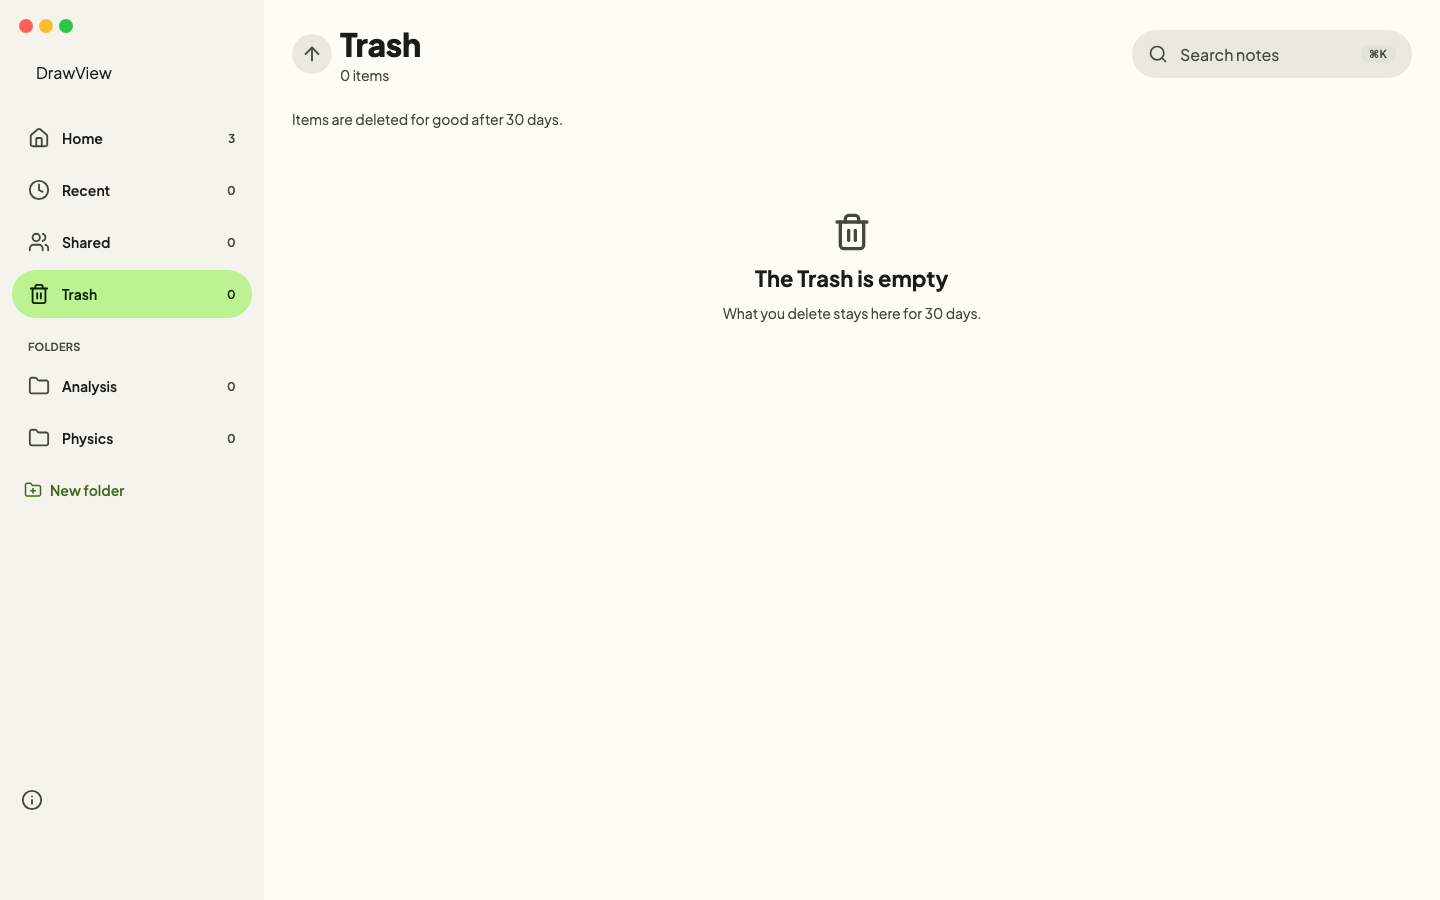 DrawView
Home 3
Recent 0
Shared 0
Trash 0
FOLDERS
Analysis 0
Physics 0
New folder
Trash
0 items
Search notes ⌘K
Items are deleted for good after 30 days.
The Trash is empty
What you delete stays here for 30 days.